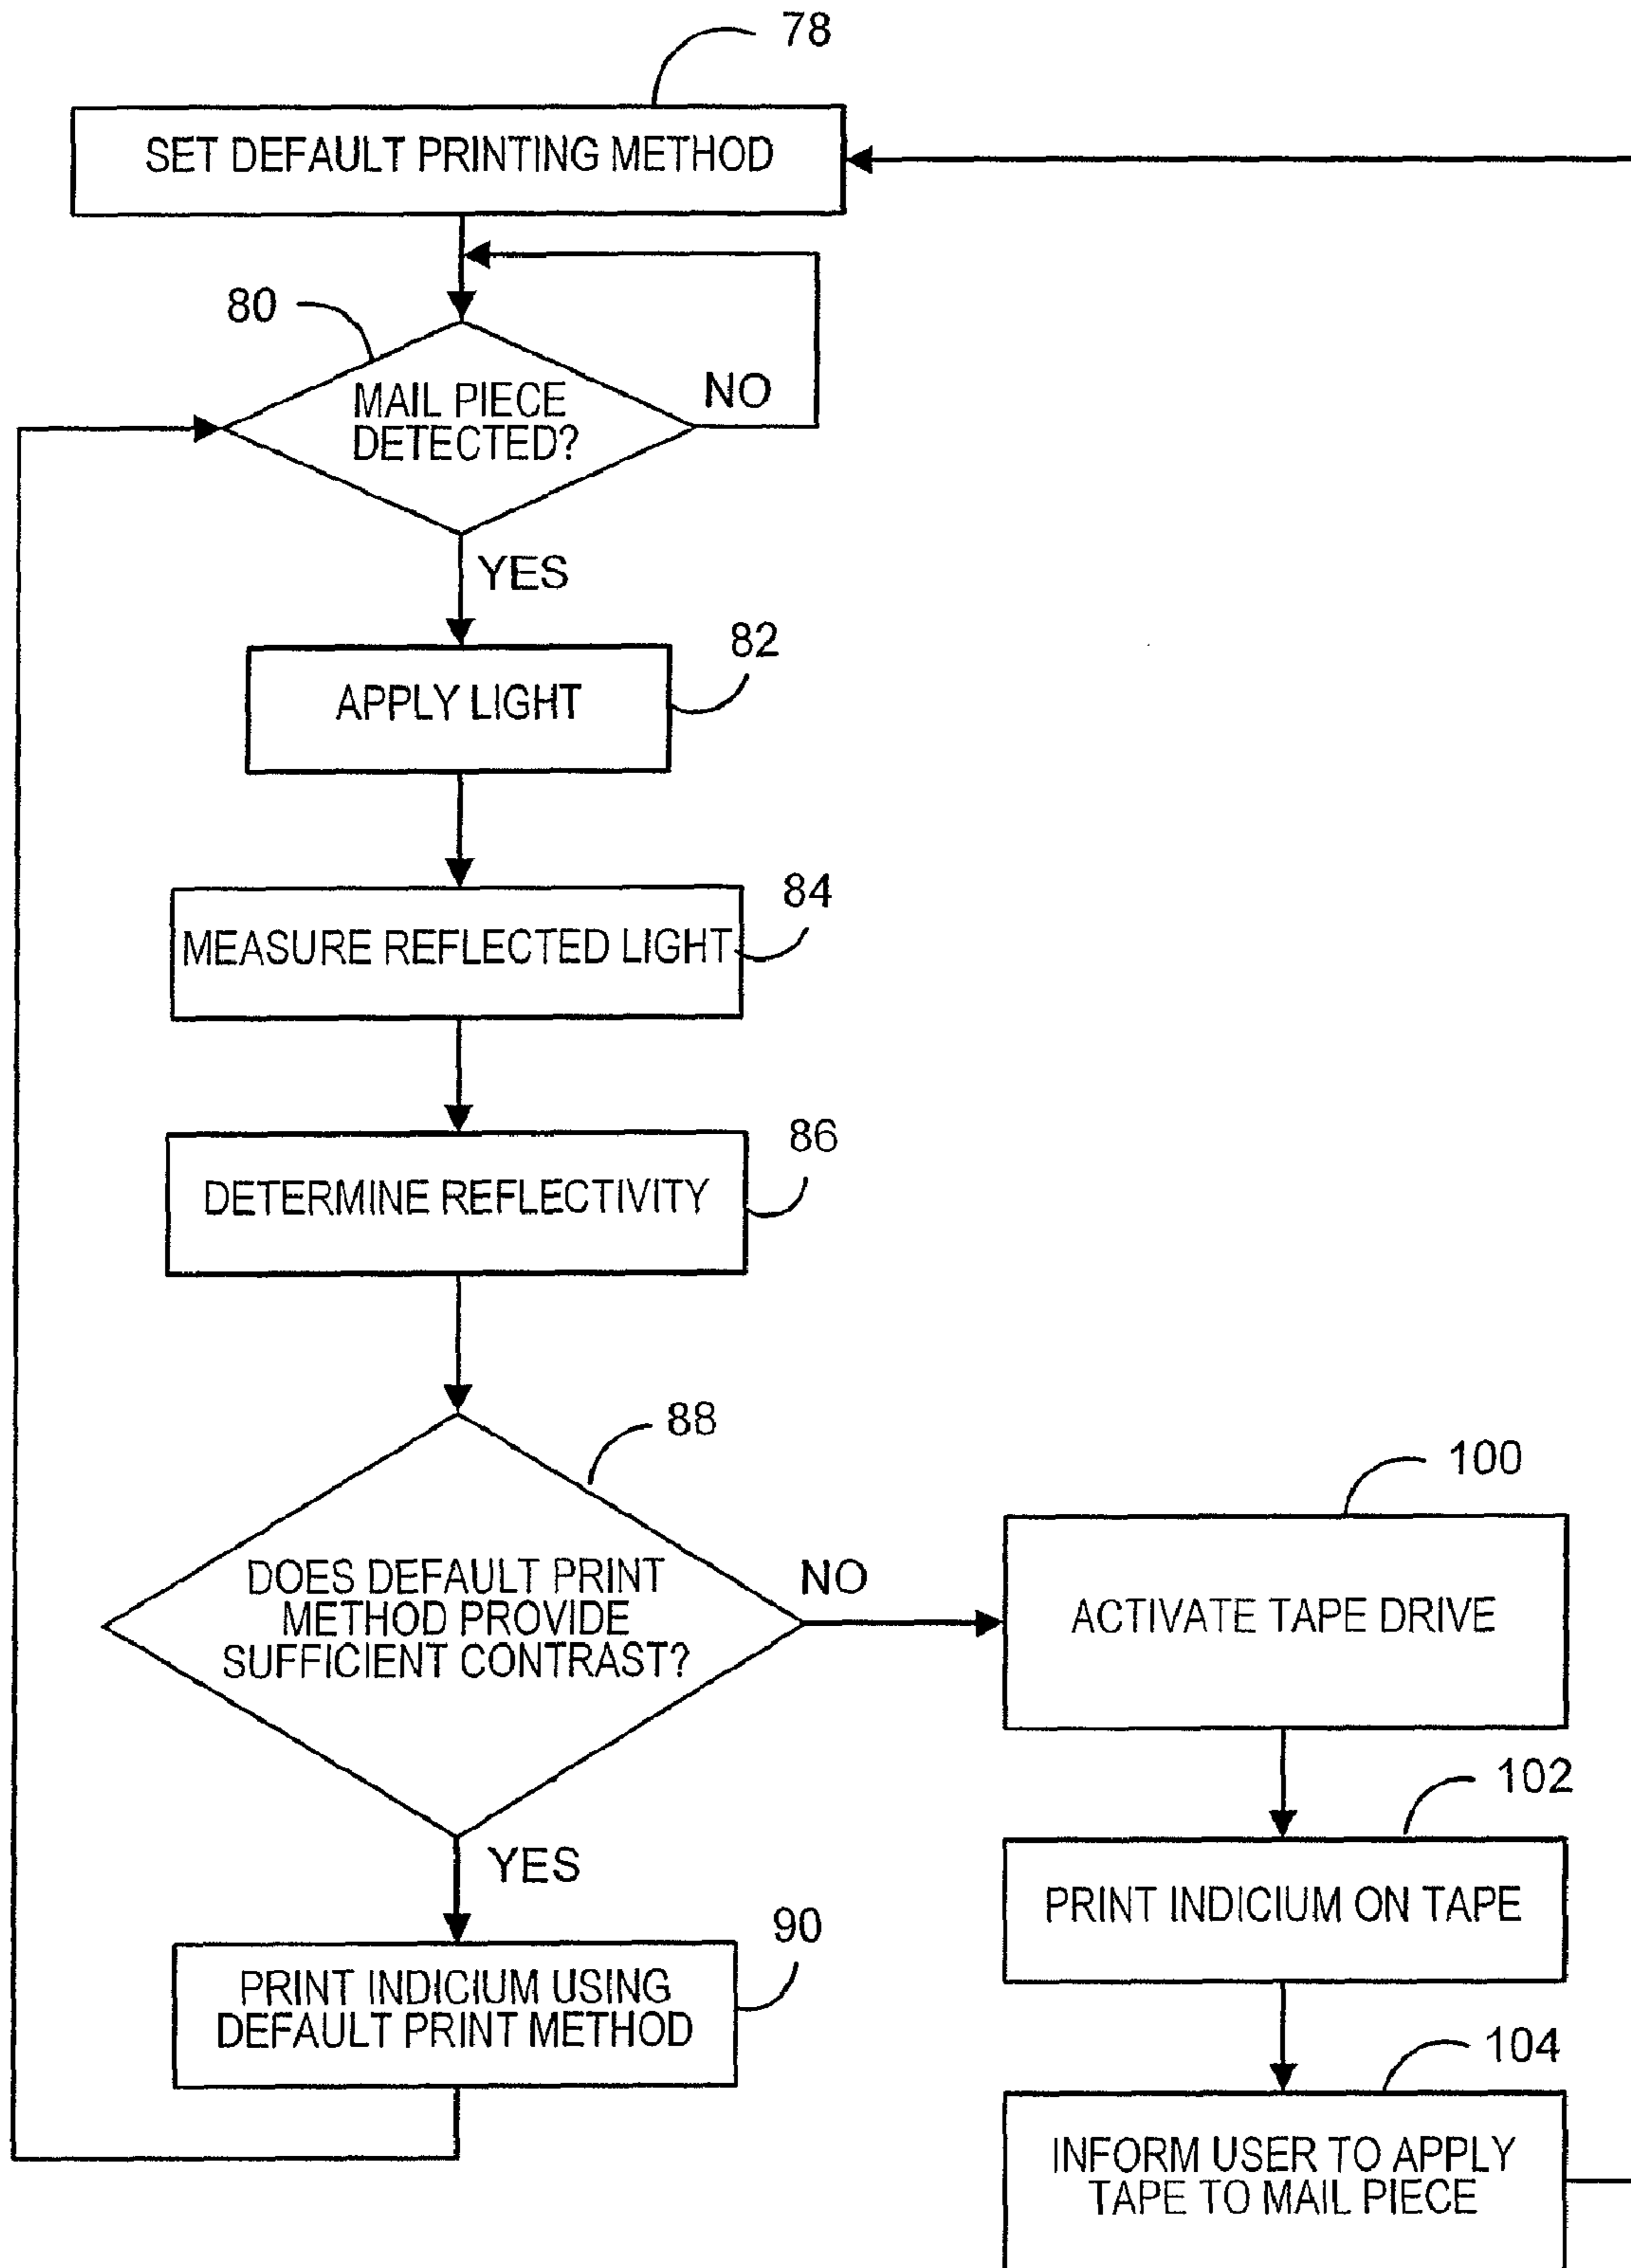 78
SET DEFAULT PRINTING METHOD
80
MAIL PIECE
DETECTED?
NO
YES
82
APPLY LIGHT
84
MEASURE REFLECTED LIGHT
86
DETERMINE REFLECTIVITY
88
DOES DEFAULT PRINT
METHOD PROVIDE
SUFFICIENT CONTRAST?
NO
YES
90
PRINT INDICIUM USING
DEFAULT PRINT METHOD
100
ACTIVATE TAPE DRIVE
102
PRINT INDICIUM ON TAPE
104
INFORM USER TO APPLY
TAPE TO MAIL PIECE